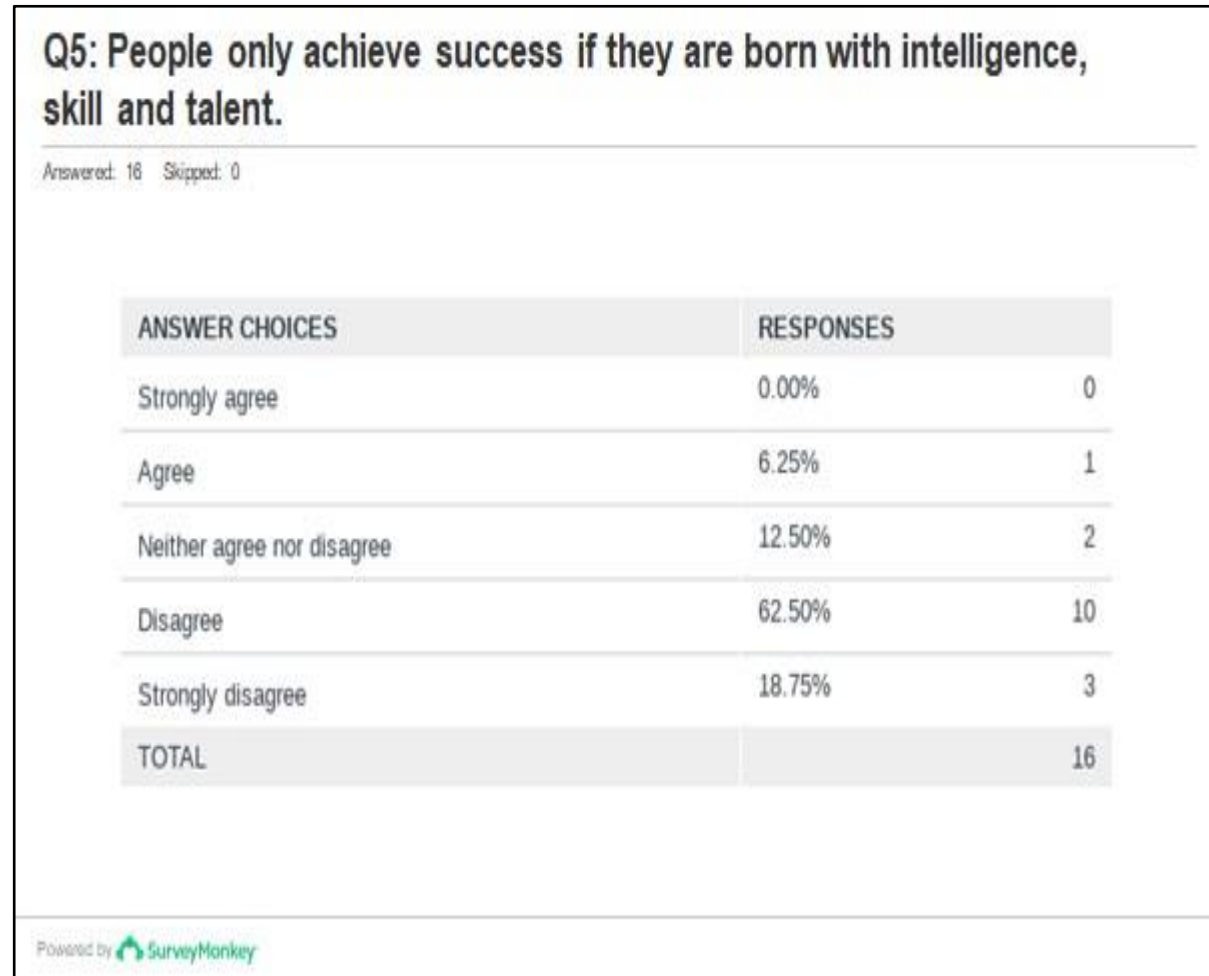 Q5: People only achieve success if they are born with intelligence,
skill and talent.
Answered: 16 Skipped: 0
ANSWER CHOICES RESPONSES
Strongly agree 0.00% 0
Agree 6.25% 1
Neither agree nor disagree 12.50% 2
Disagree 62.50% 10
Strongly disagree 18.75% 3
TOTAL 16
Powered by SurveyMonkey